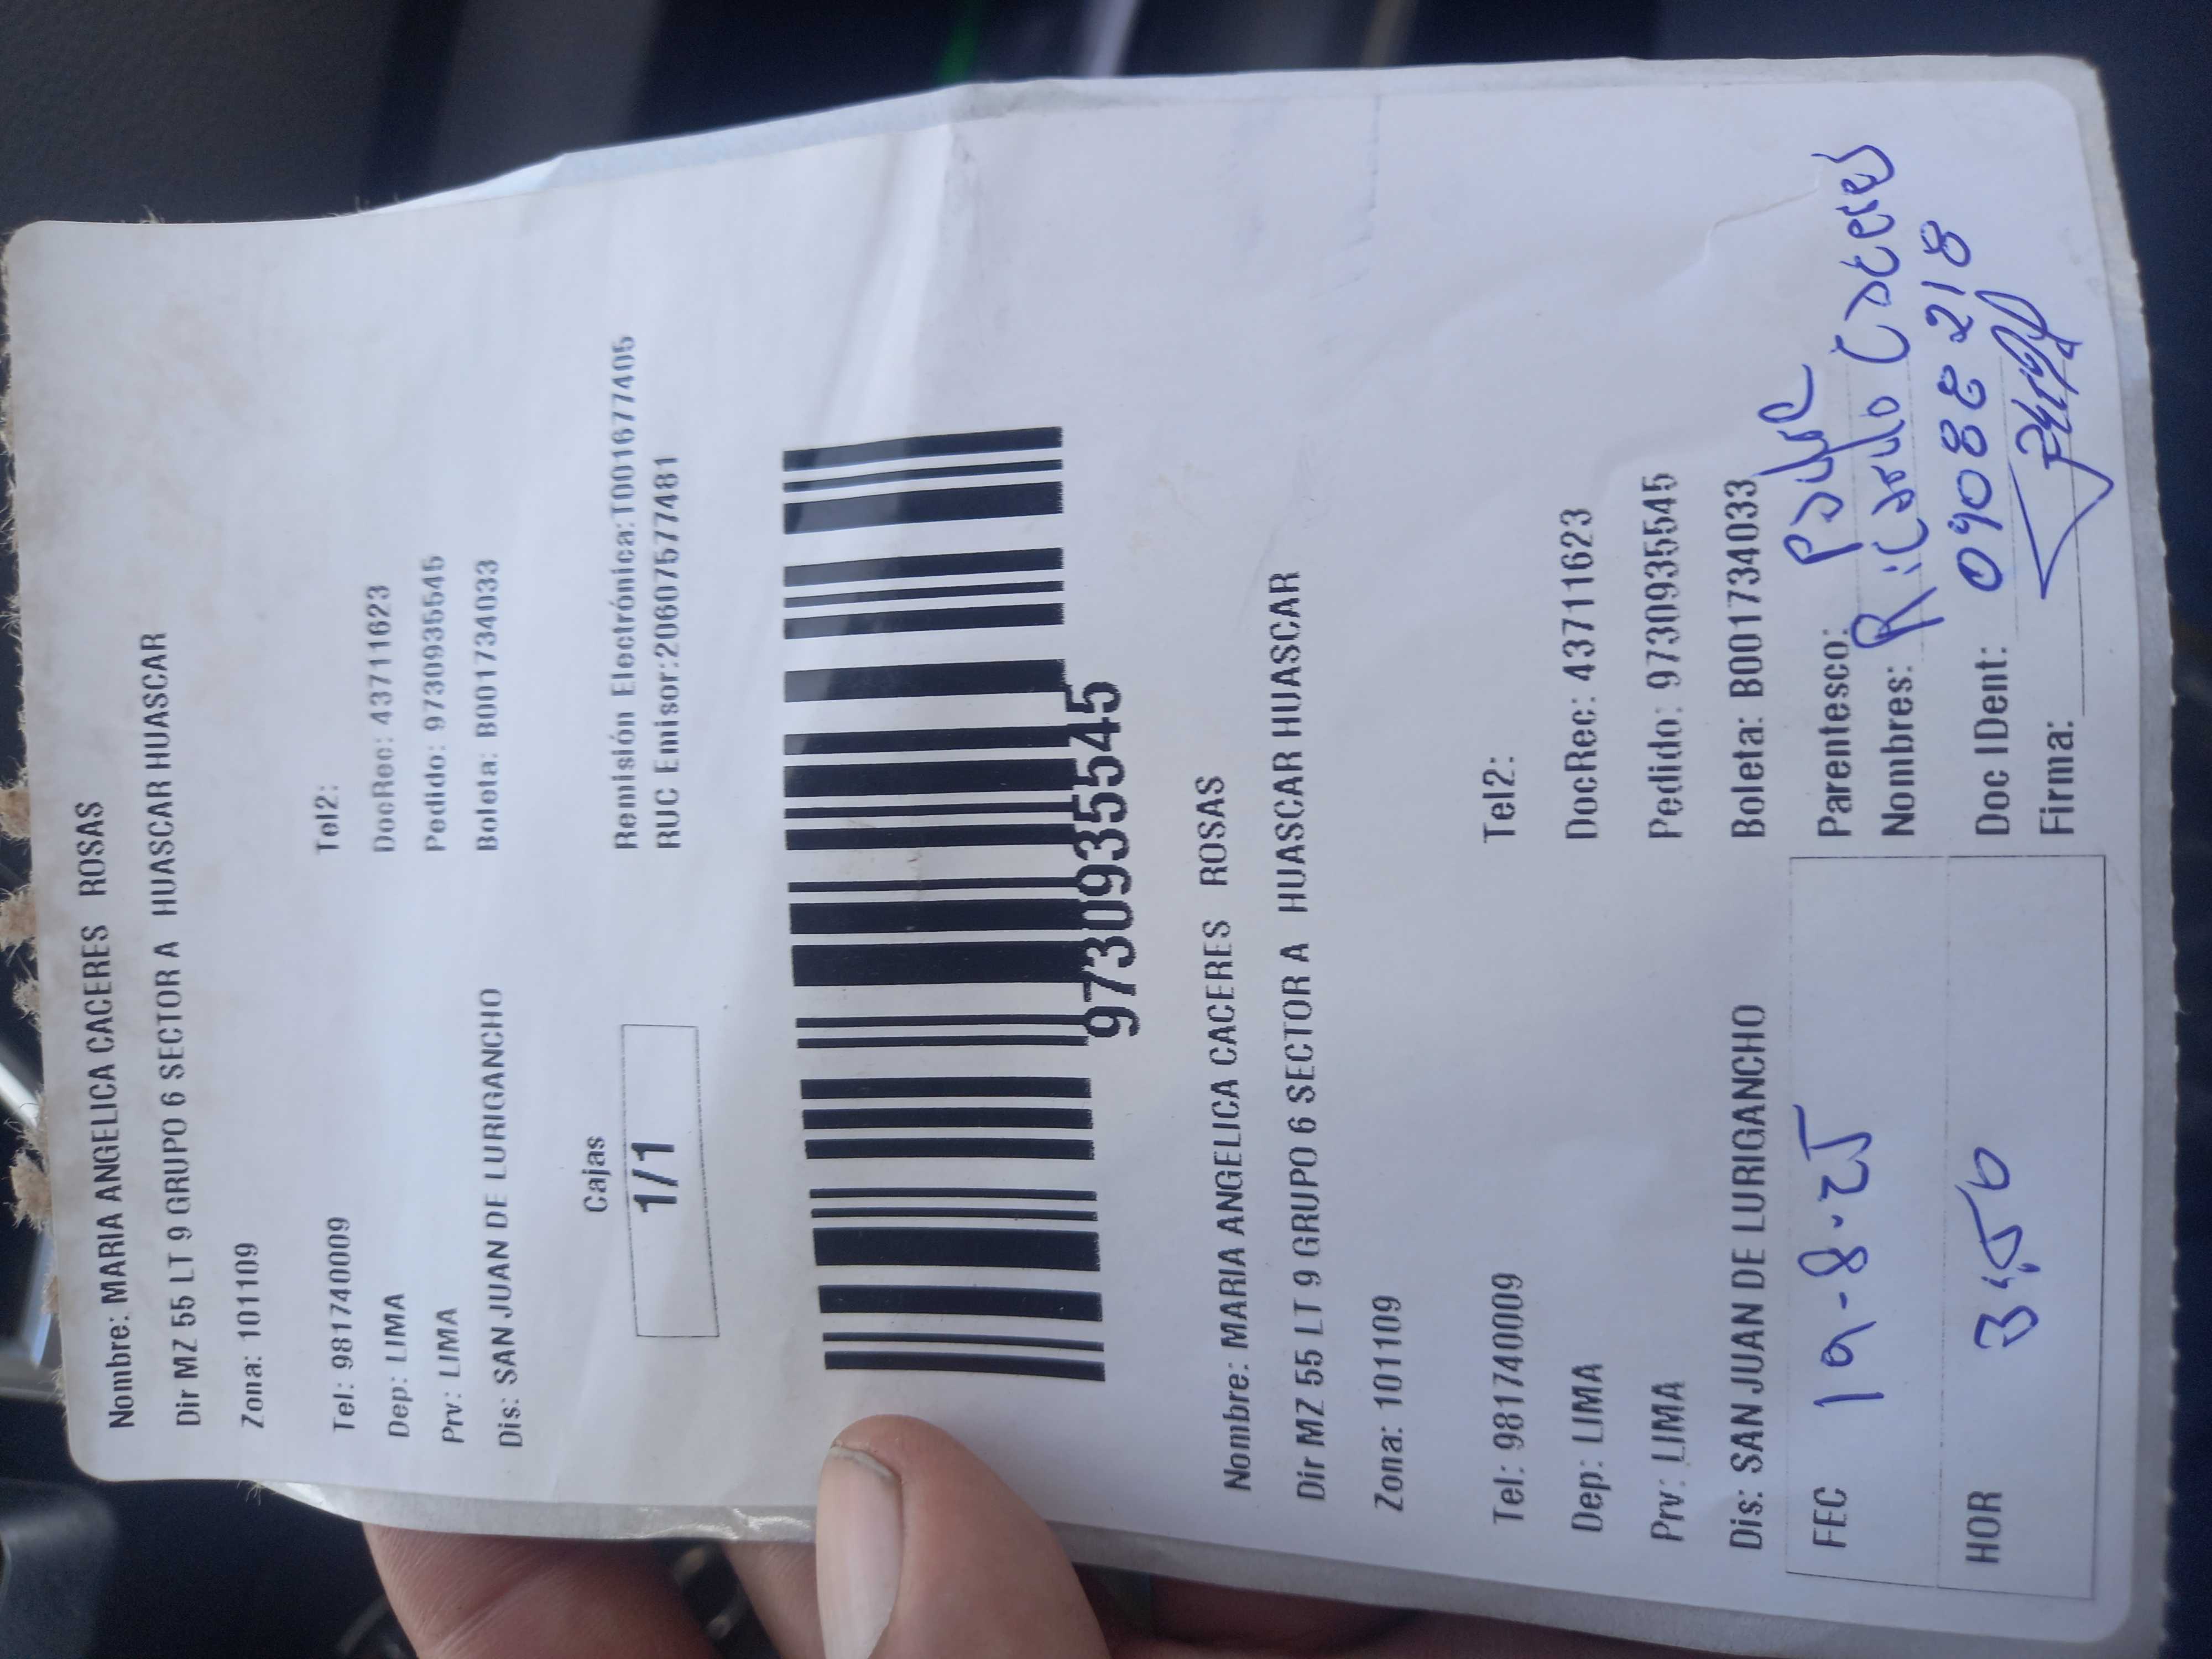 Nombre: MARIA ANGELICA CACERES ROSAS
Dir MZ 55 LT 9 GRUPO 6 SECTOR A HUASCAR HUASCAR
Zona: 101109
Tel: 981740009 Tel2:
Dep: LIMA DocRec: 43711623
Prv: LIMA Pedido: 9730935545
Dis: SAN JUAN DE LURIGANCHO Boleta: B001734033
Cajas
1/1
Remisión Electrónica:T00167740５
RUC Emisor:20607577481
9730935545
Nombre: MARIA ANGELICA CACERES ROSAS
Dir MZ 55 LT 9 GRUPO 6 SECTOR A HUASCAR HUASCAR
Zona: 101109
Tel: 981740009 Tel2:
Dep: LIMA DocRec: 43711623
Prv: LIMA Pedido: 9730935545
Dis: SAN JUAN DE LURIGANCHO Boleta: B001734033
FEC 19-8-25
HOR 3:50
Parentesco: Padre
Nombres: Ricardo Caceres
Doc IDent:
Firma: